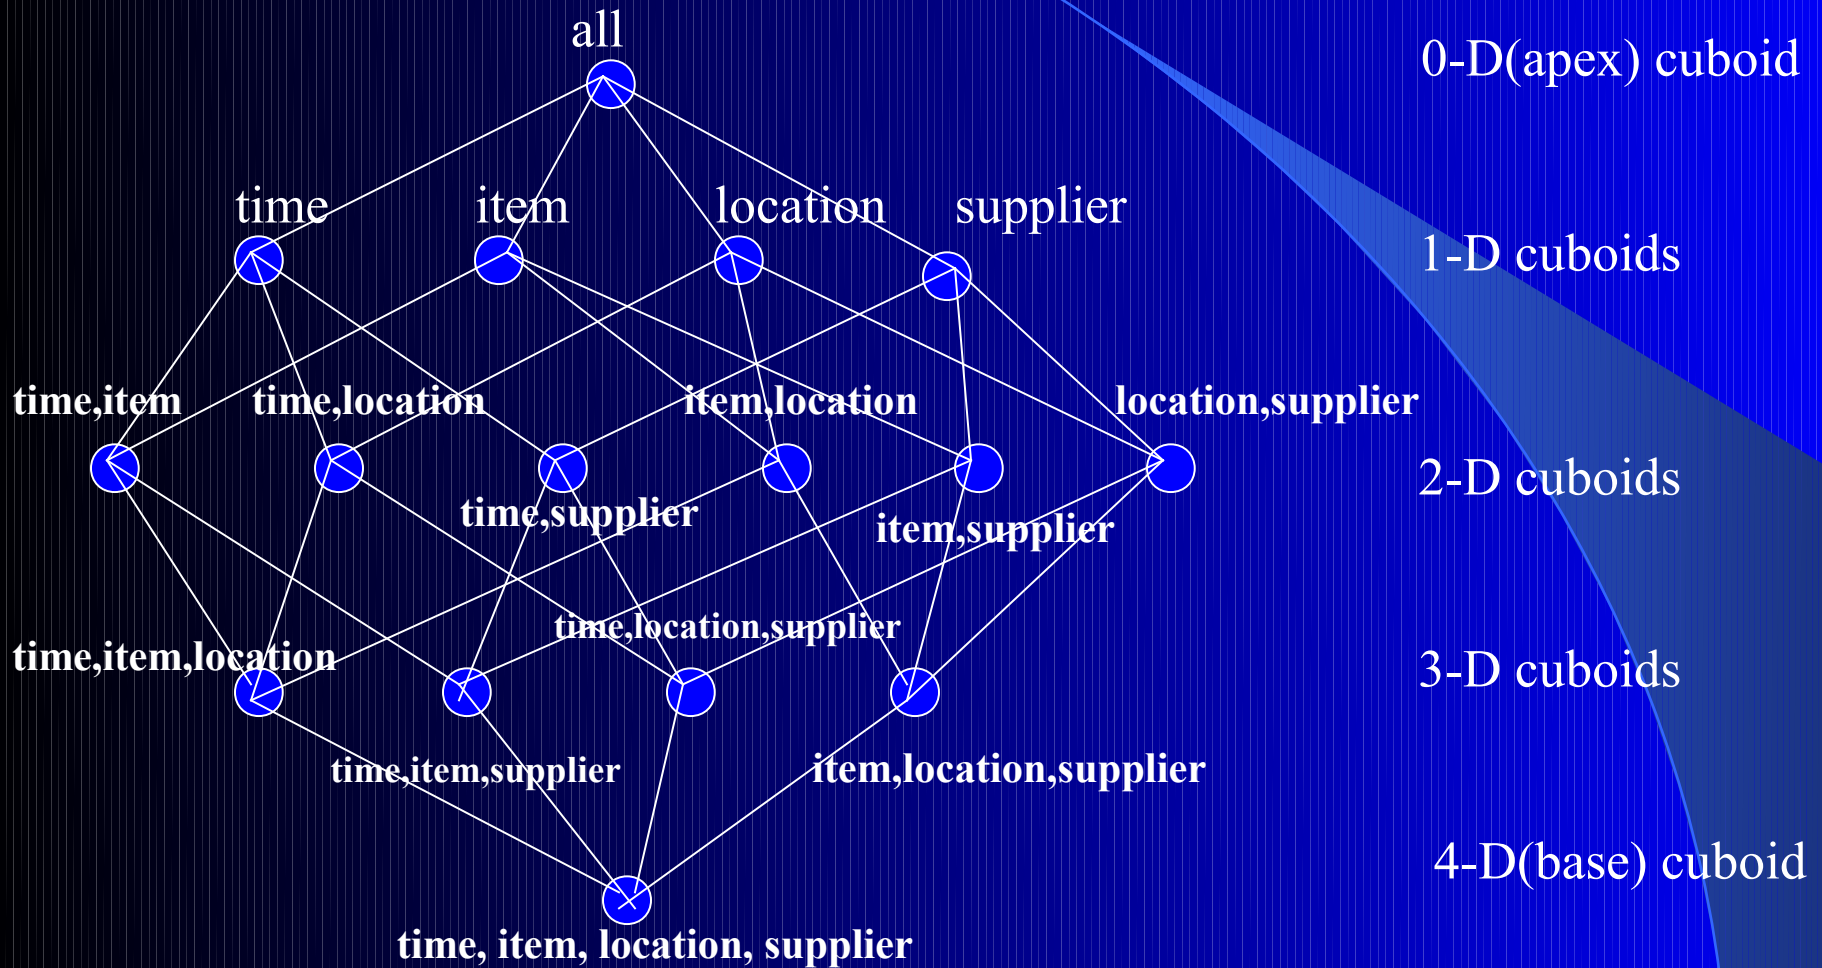 all
0-D(apex) cuboid
time item location supplier
1-D cuboids
time,item time,location item,location location,supplier
2-D cuboids
time,supplier item,supplier
time,location,supplier
time,item,location
3-D cuboids
time,item,supplier item,location,supplier
4-D(base) cuboid
time, item, location, supplier